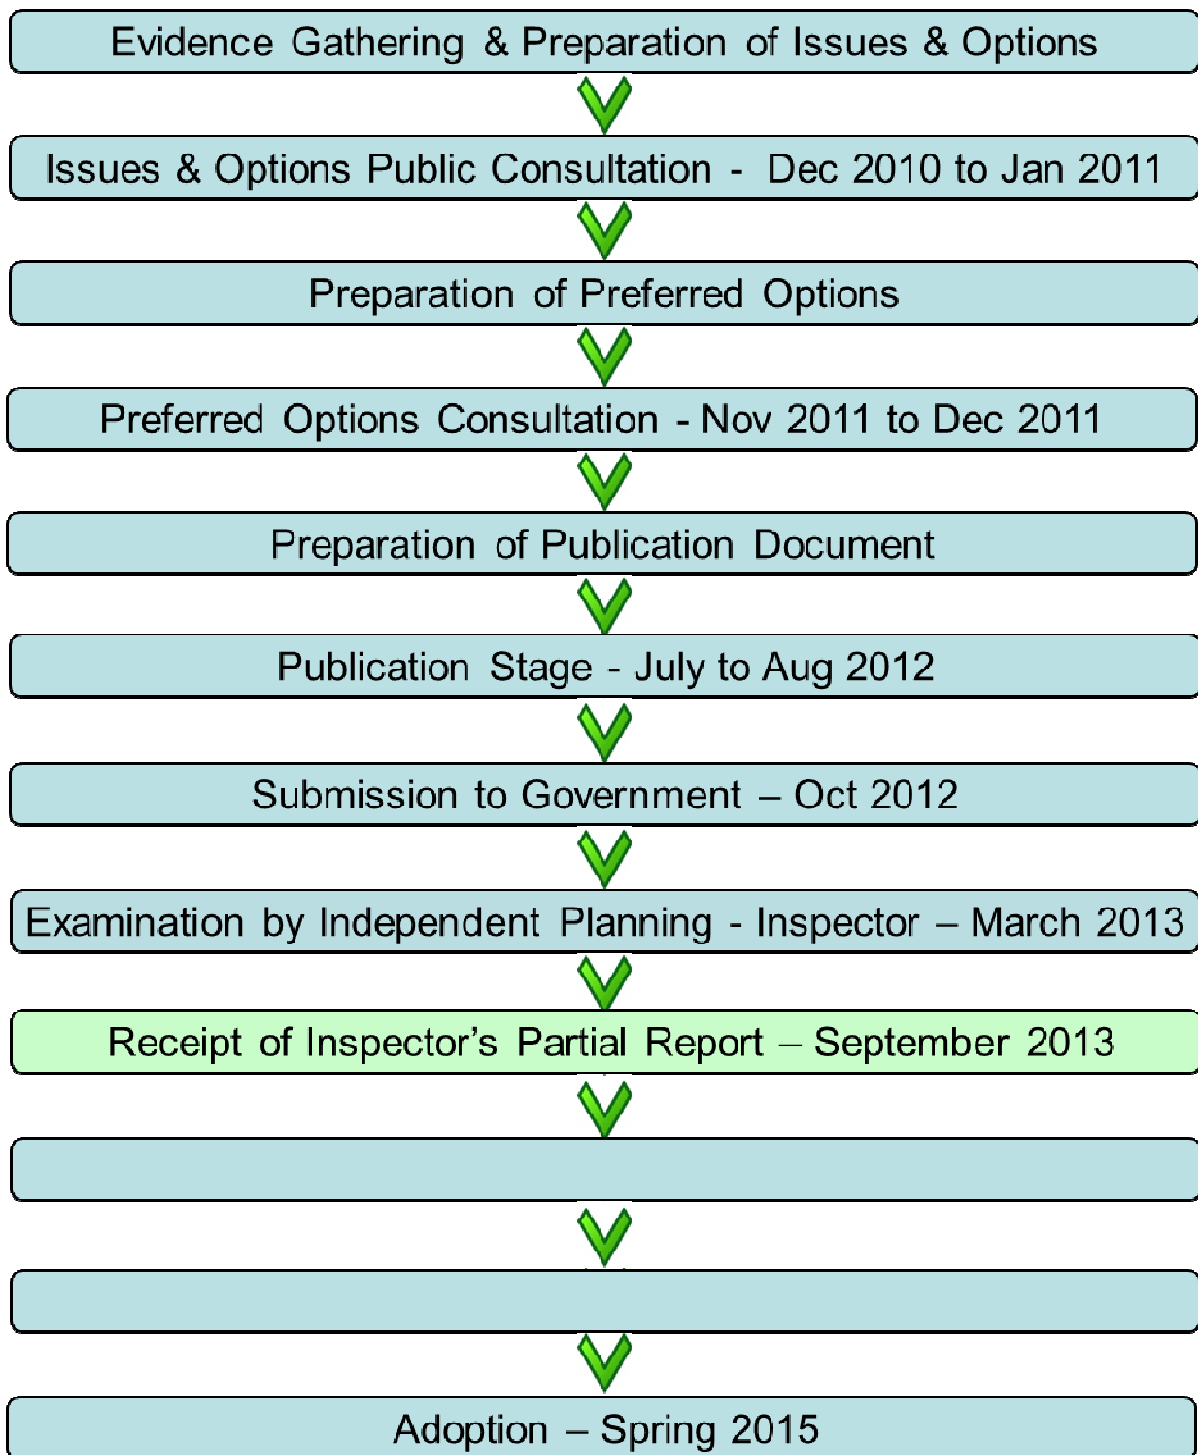 Evidence Gathering & Preparation of Issues & Options
Issues & Options Public Consultation - Dec 2010 to Jan 2011
Preparation of Preferred Options
Preferred Options Consultation - Nov 2011 to Dec 2011
Preparation of Publication Document
Publication Stage - July to Aug 2012
Submission to Government – Oct 2012
Examination by Independent Planning - Inspector – March 2013
Receipt of Inspector’s Partial Report – September 2013
Adoption – Spring 2015